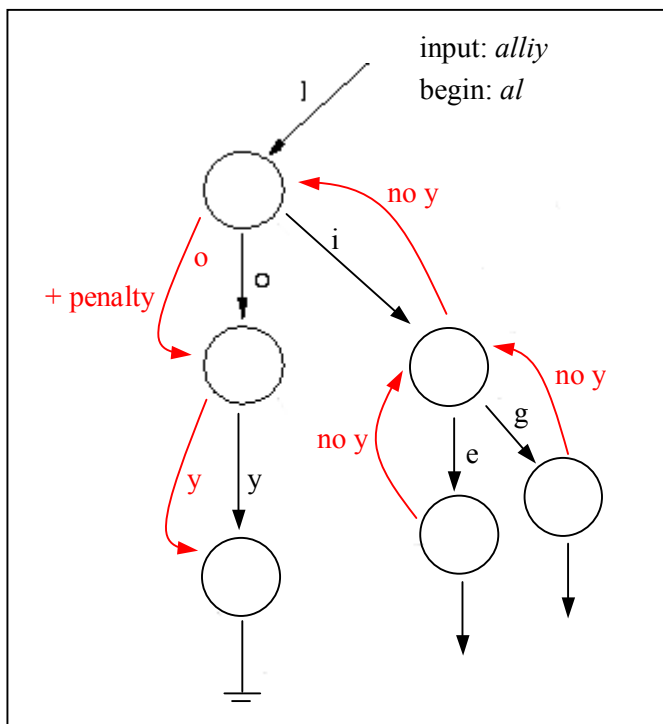 input: alliy
begin: al
l
no y
i
o
o
+ penalty
no y
g
no y
e
y
y